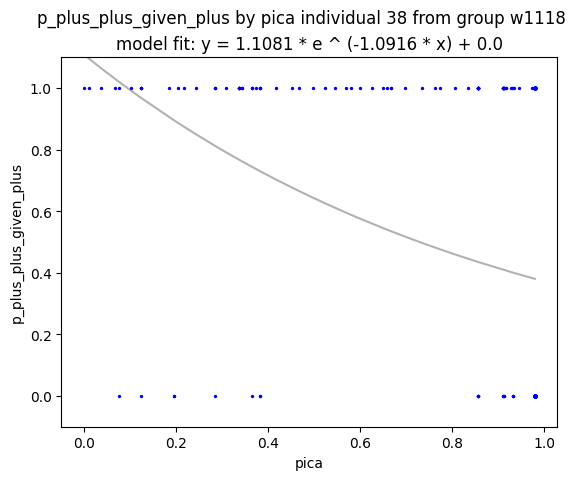 p_plus_plus_given_plus by pica individual 38 from group w1118
model fit: y = 1.1081 * e ^ (-1.0916 * x) + 0.0
1.0
0.8
0.6
0.4
0.2
0.0
p_plus_plus_given_plus
0.0 0.2 0.4 0.6 0.8 1.0
pica